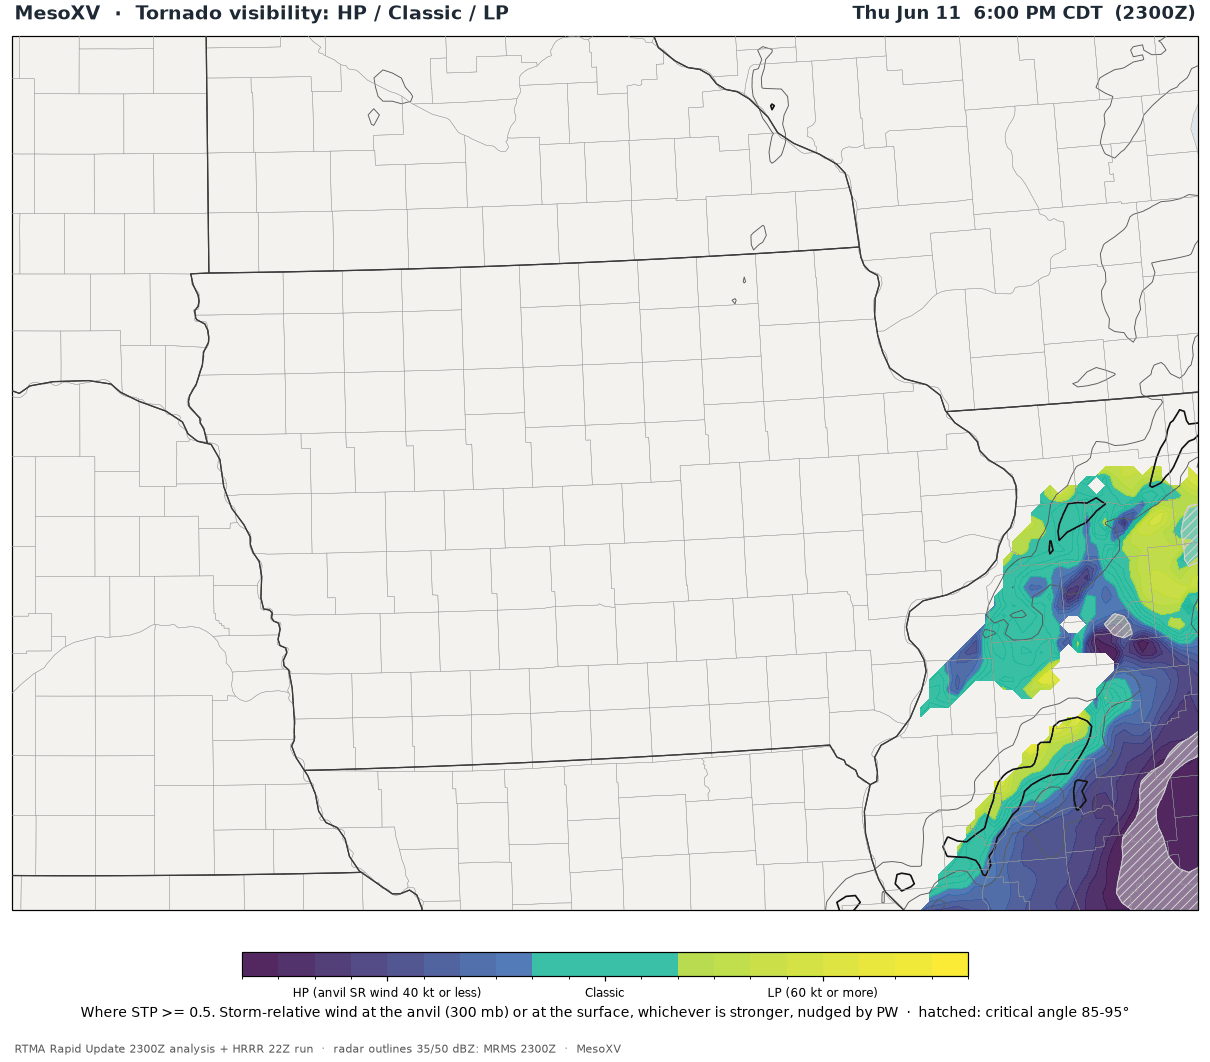 MesoXV · Tornado visibility: HP / Classic / LP
Thu Jun 11 6:00 PM CDT (2300Z)
HP (anvil SR wind 40 kt or less)
Classic
LP (60 kt or more)
Where STP >= 0.5. Storm-relative wind at the anvil (300 mb) or at the surface, whichever is stronger, nudged by PW · hatched: critical angle 85-95°
RTMA Rapid Update 2300Z analysis + HRRR 22Z run · radar outlines 35/50 dBZ: MRMS 2300Z · MesoXV